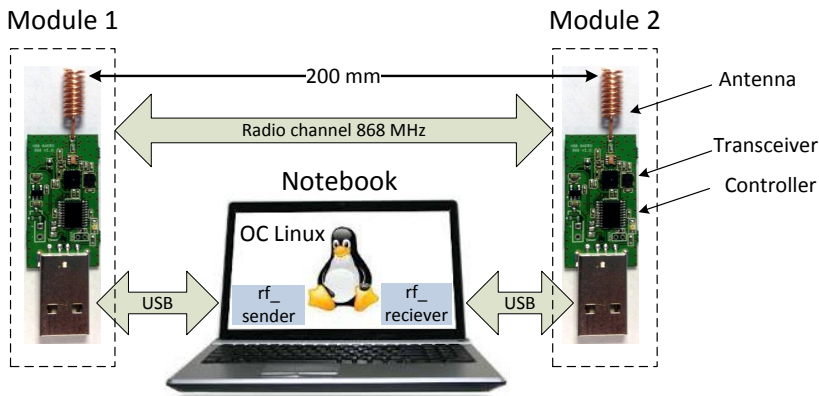 Module 1
Module 2
200 mm
Antenna
Radio channel 868 MHz
Transceiver
Notebook
Controller
OC Linux
USB
rf_
sender
rf_
reciever
USB